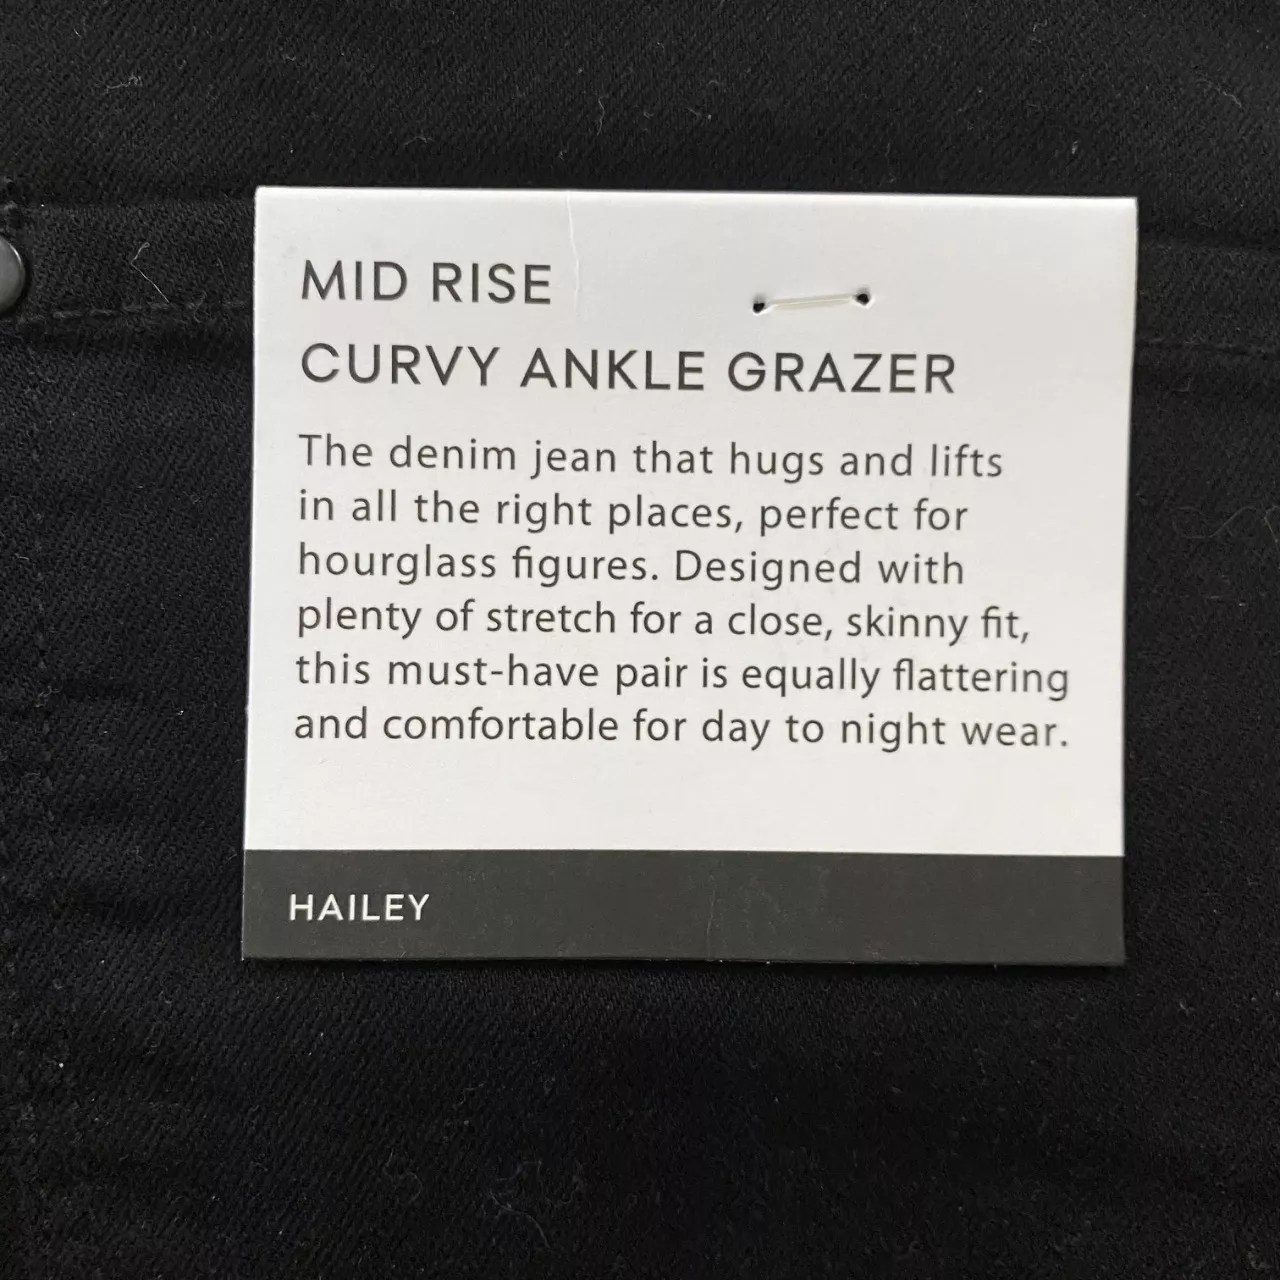 MID RISE
CURVY ANKLE GRAZER
The denim jean that hugs and lifts
in all the right places, perfect for
hourglass figures. Designed with
plenty of stretch for a close, skinny fit,
this must-have pair is equally flattering
and comfortable for day to night wear.
HAILEY